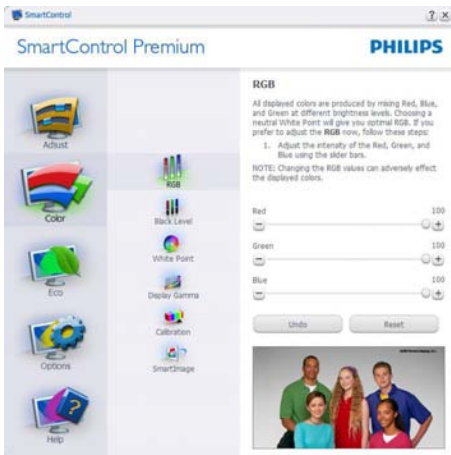 SmartControl
SmartControl Premium
PHILIPS
Adjust
Color
Eco
Options
Help
RGB
Black Level
White Point
Display Gamma
Calibration
SmartImage
RGB
All displayed colors are produced by mixing Red, Blue,
and Green at different brightness levels. Choosing a
neutral White Point will give you optimal RGB. If you
prefer to adjust the RGB now, follow these steps:
1. Adjust the intensity of the Red, Green, and
Blue using the slider bars.
NOTE: Changing the RGB values can adversely effect
the displayed colors.
Red 100
Green 100
Blue 100
Undo Reset